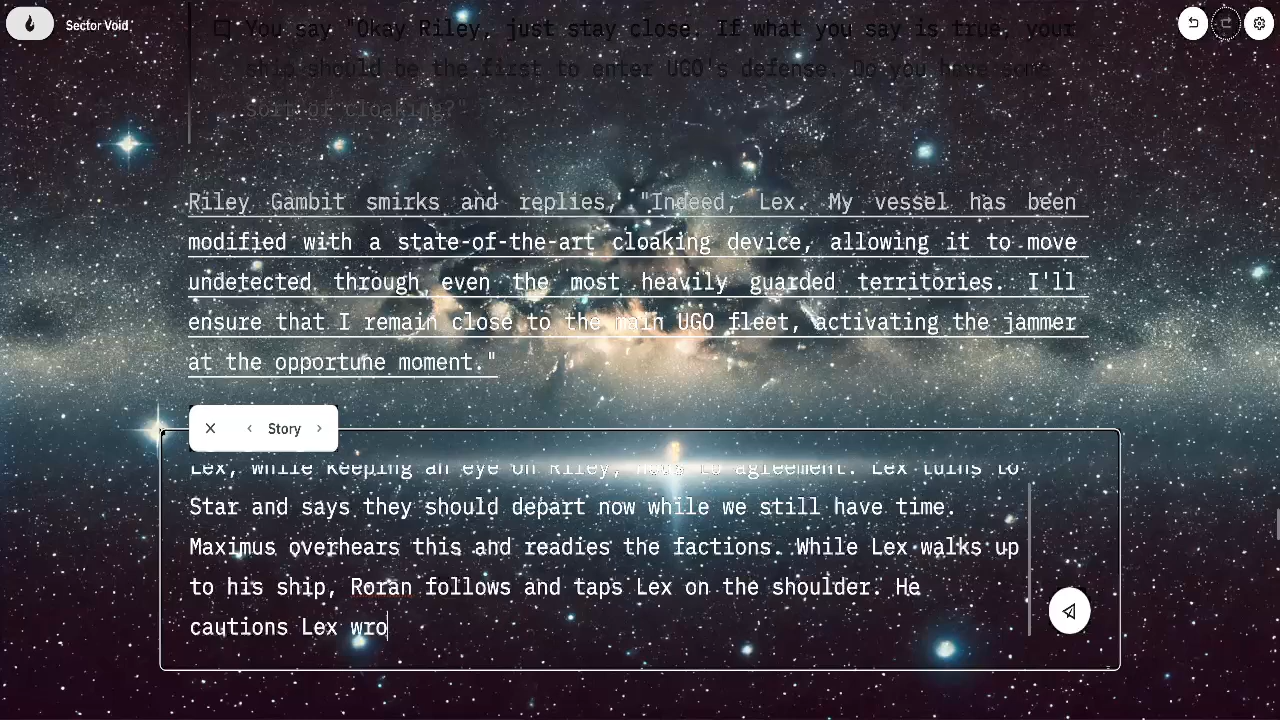 Sector Void
You say "Okay Riley, just stay close. If what you say is true, your
ship should be the first to enter UGO's defense. Do you have some
sort of cloaking?"
Riley Gambit smirks and replies, "Indeed, Lex. My vessel has been
modified with a state-of-the-art cloaking device, allowing it to move
undetected through even the most heavily guarded territories. I'll
ensure that I remain close to the main UGO fleet, activating the jammer
at the opportune moment."
Story
Lex, while keeping an eye on Riley, nods to agreement. Lex turns to
Star and says they should depart now while we still have time.
Maximus overhears this and readies the factions. While Lex walks up
to his ship, Roran follows and taps Lex on the shoulder. He
cautions Lex wro